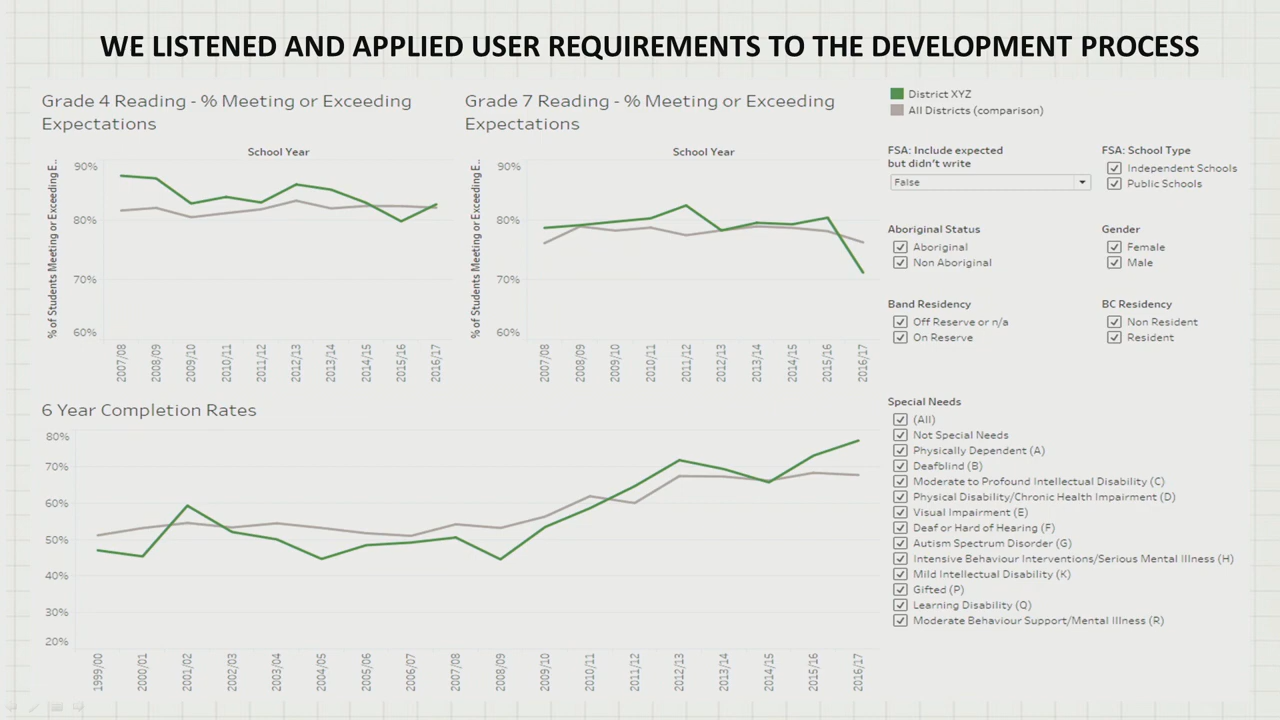 WE LISTENED AND APPLIED USER REQUIREMENTS TO THE DEVELOPMENT PROCESS
Grade 4 Reading - % Meeting or Exceeding
Expectations
School Year
% of Students Meeting or Exceeding E..
90%
80%
70%
60%
2007/08
2008/09
2009/10
2010/11
2011/12
2012/13
2013/14
2014/15
2015/16
2016/17
Grade 7 Reading - % Meeting or Exceeding
Expectations
School Year
% of Students Meeting or Exceeding E..
90%
80%
70%
60%
2007/08
2008/09
2009/10
2010/11
2011/12
2012/13
2013/14
2014/15
2015/16
2016/17
6 Year Completion Rates
80%
70%
60%
50%
40%
30%
20%
1999/00
2000/01
2001/02
2002/03
2003/04
2004/05
2005/06
2006/07
2007/08
2008/09
2009/10
2010/11
2011/12
2012/13
2013/14
2014/15
2015/16
2016/17
District XYZ
All Districts (comparison)
FSA: Include expected
but didn't write
False
FSA: School Type
Independent Schools
Public Schools
Aboriginal Status
Aboriginal
Non Aboriginal
Gender
Female
Male
Band Residency
Off Reserve or n/a
On Reserve
BC Residency
Non Resident
Resident
Special Needs
(All)
Not Special Needs
Physically Dependent (A)
Deafblind (B)
Moderate to Profound Intellectual Disability (C)
Physical Disability/Chronic Health Impairment (D)
Visual Impairment (E)
Deaf or Hard of Hearing (F)
Autism Spectrum Disorder (G)
Intensive Behaviour Interventions/Serious Mental Illness (H)
Mild Intellectual Disability (K)
Gifted (P)
Learning Disability (Q)
Moderate Behaviour Support/Mental Illness (R)